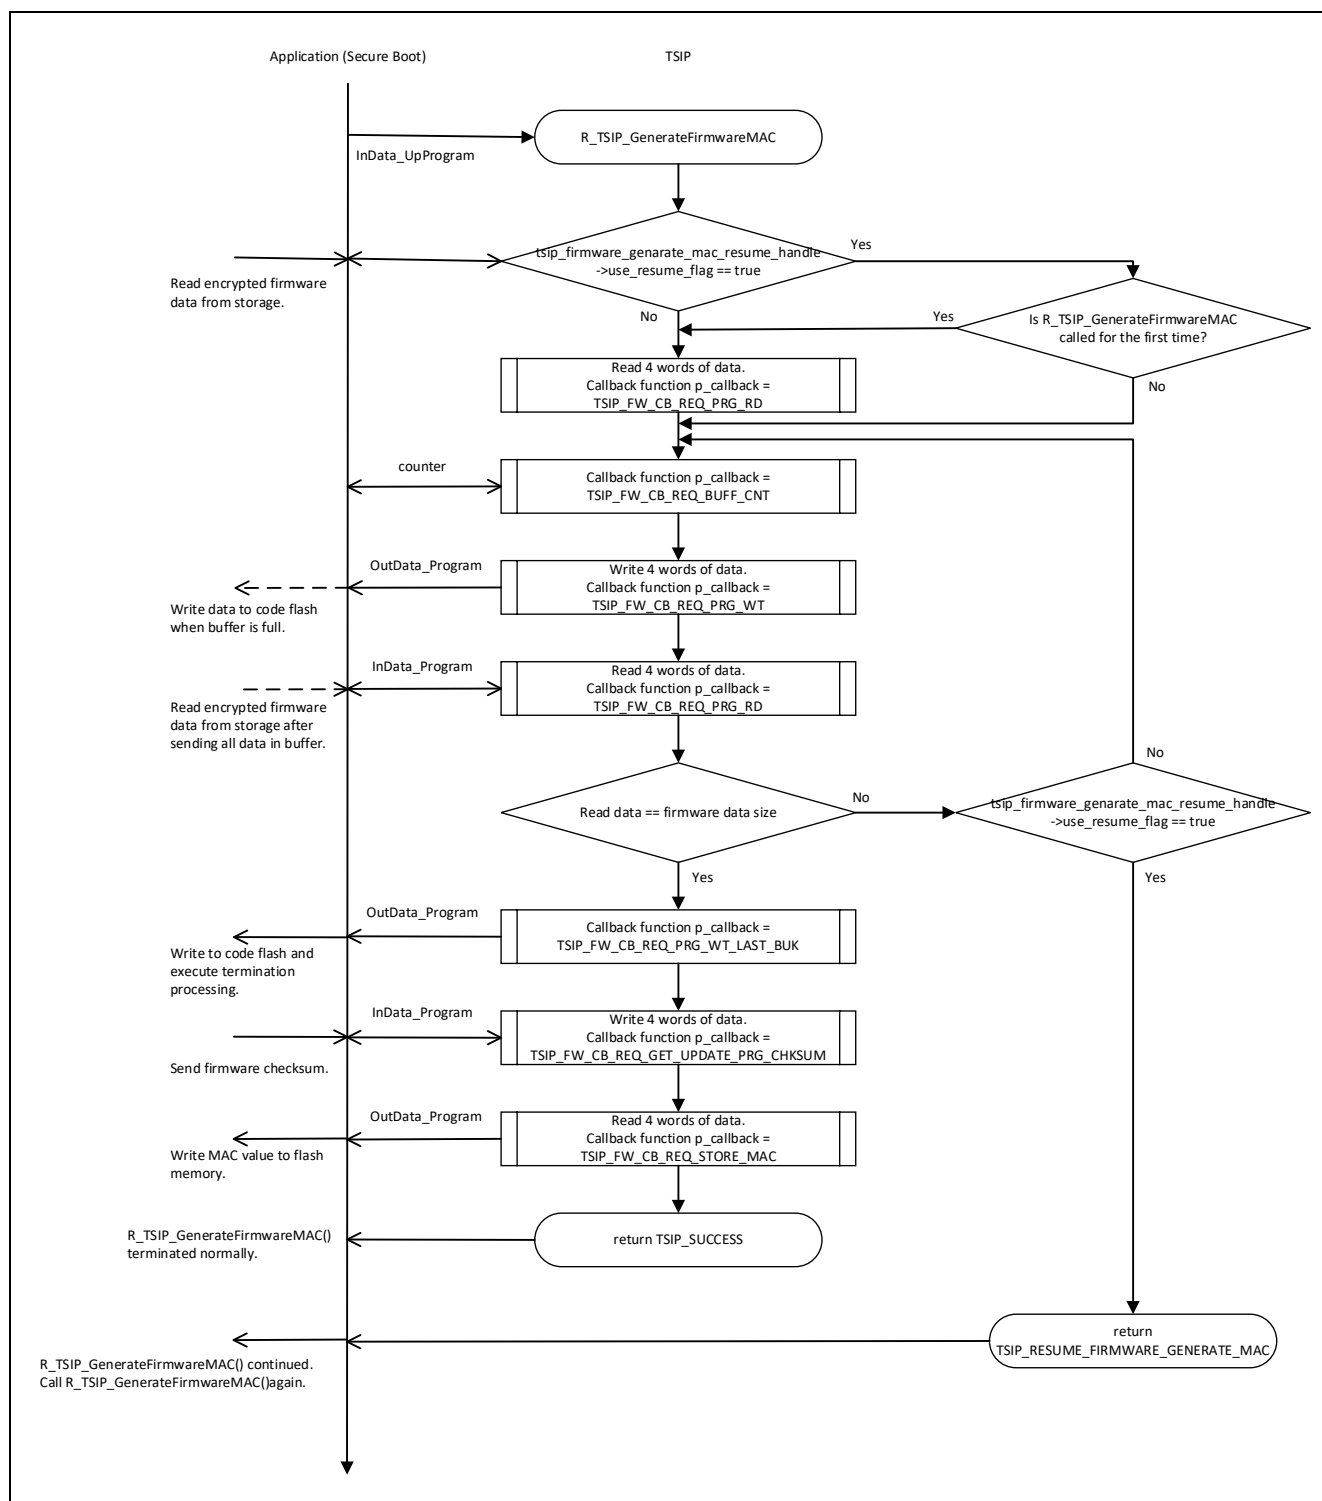 Application (Secure Boot)
TSIP
R_TSIP_GenerateFirmwareMAC
InData_UpProgram
tsip_firmware_genarate_mac_resume_handle
->use_resume_flag == true
Yes
Read encrypted firmware
data from storage.
No
Yes
Is R_TSIP_GenerateFirmwareMAC
called for the first time?
Read 4 words of data.
Callback function p_callback =
TSIP_FW_CB_REQ_PRG_RD
No
counter
Callback function p_callback =
TSIP_FW_CB_REQ_BUFF_CNT
OutData_Program
Write 4 words of data.
Callback function p_callback =
TSIP_FW_CB_REQ_PRG_WT
Write data to code flash
when buffer is full.
InData_Program
Read 4 words of data.
Callback function p_callback =
TSIP_FW_CB_REQ_PRG_RD
Read encrypted firmware
data from storage after
sending all data in buffer.
No
Read data == firmware data size
No
tsip_firmware_genarate_mac_resume_handle
->use_resume_flag == true
Yes
Yes
OutData_Program
Callback function p_callback =
TSIP_FW_CB_REQ_PRG_WT_LAST_BUK
Write to code flash and
execute termination
processing.
InData_Program
Write 4 words of data.
Callback function p_callback =
TSIP_FW_CB_REQ_GET_UPDATE_PRG_CHKSUM
Send firmware checksum.
OutData_Program
Read 4 words of data.
Callback function p_callback =
TSIP_FW_CB_REQ_STORE_MAC
Write MAC value to flash
memory.
R_TSIP_GenerateFirmwareMAC()
terminated normally.
return TSIP_SUCCESS
return
TSIP_RESUME_FIRMWARE_GENERATE_MAC
R_TSIP_GenerateFirmwareMAC() continued.
Call R_TSIP_GenerateFirmwareMAC()again.